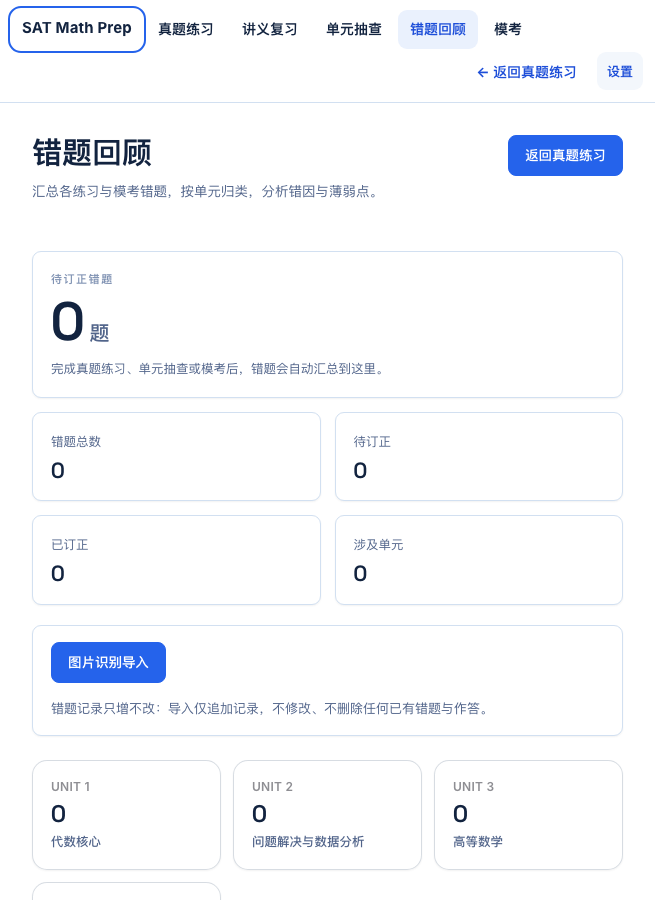 SAT Math Prep 真题练习 讲义复习 单元抽查 错题回顾 模考
← 返回真题练习 设置
错题回顾
返回真题练习
汇总各练习与模考错题，按单元归类，分析错因与薄弱点。
待订正错题
0 题
完成真题练习、单元抽查或模考后，错题会自动汇总到这里。
错题总数
0
待订正
0
已订正
0
涉及单元
0
图片识别导入
错题记录只增不改：导入仅追加记录，不修改、不删除任何已有错题与作答。
UNIT 1
0
代数核心
UNIT 2
0
问题解决与数据分析
UNIT 3
0
高等数学